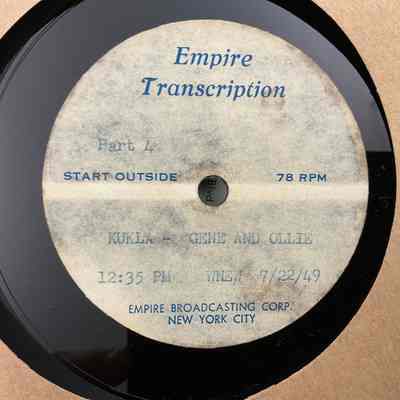 Empire
Transcription
Part 4
START OUTSIDE 78 RPM
KUKLA - GENE AND OLLIE
12:35 PM WNEW 7/22/49
EMPIRE BROADCASTING CORP.
NEW YORK CITY